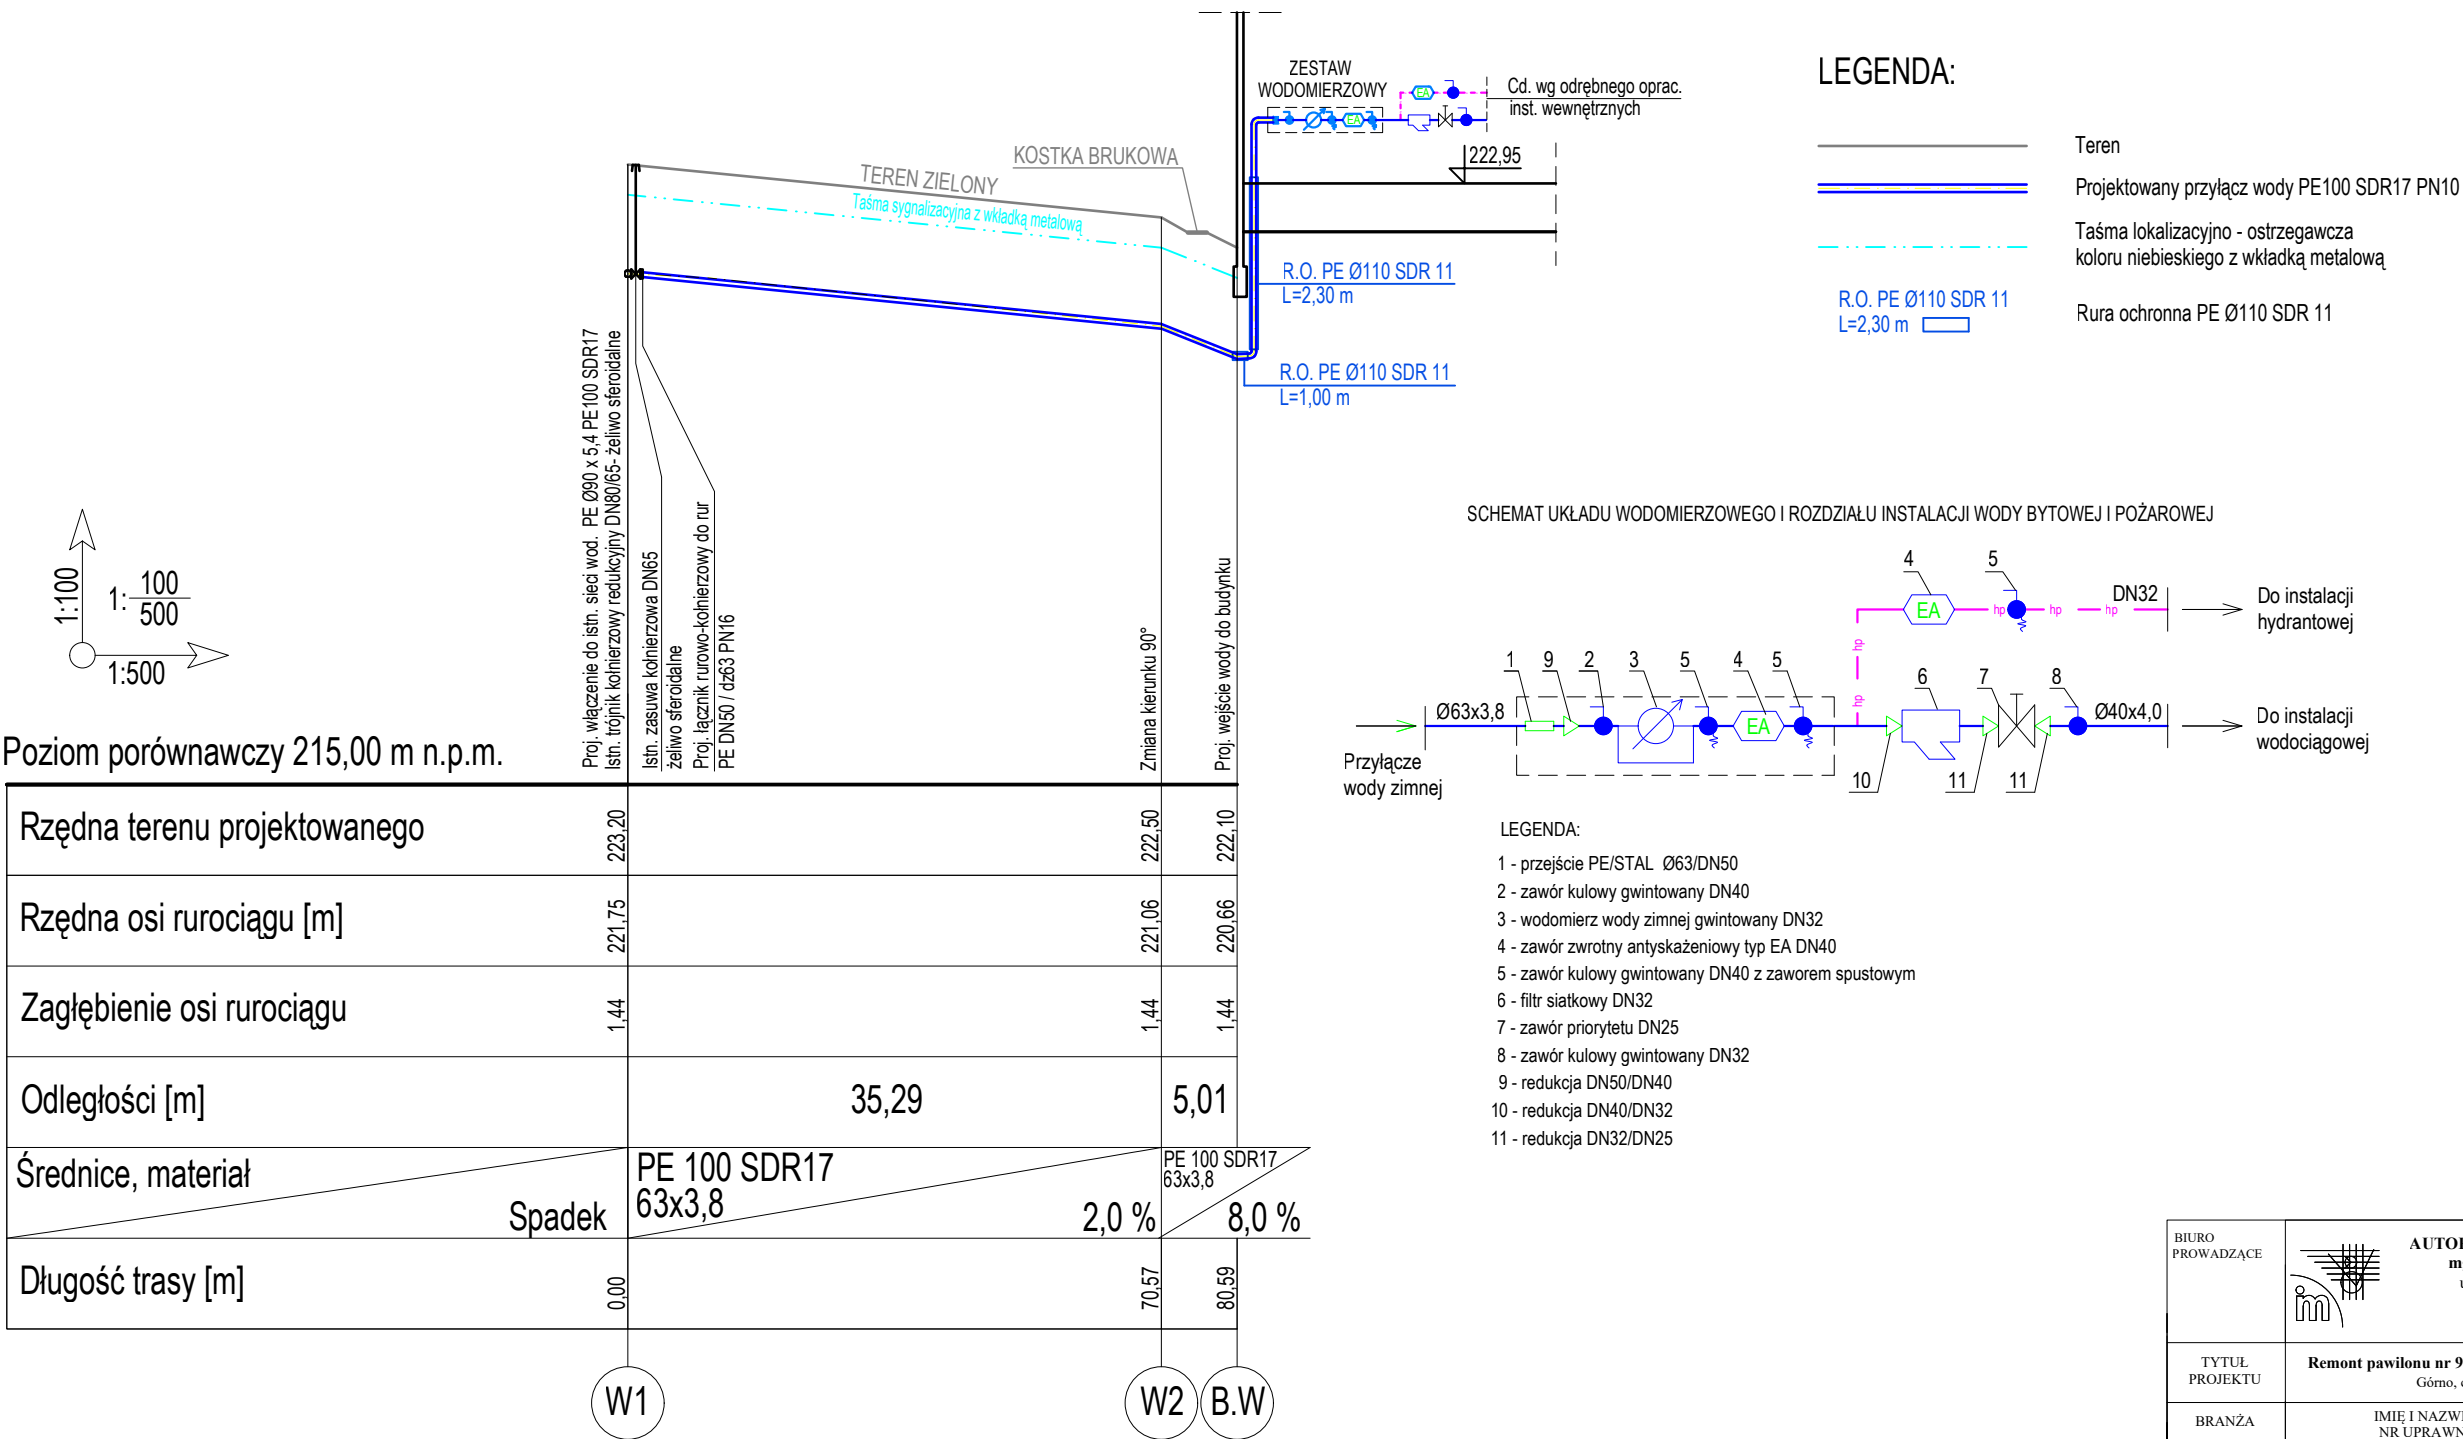 ZESTAW
WODOMIERZOWY
EA
EA
Cd. wg odrębnego oprac.
inst. wewnętrznych
222,95
KOSTKA BRUKOWA
TEREN ZIELONY
Taśma sygnalizacyjna z wkładką metalową
R.O. PE Ø110 SDR 11
L=2,30 m
R.O. PE Ø110 SDR 11
L=1,00 m
LEGENDA:
Teren
Projektowany przyłącz wody PE100 SDR17 PN10
Taśma lokalizacyjno - ostrzegawcza
koloru niebieskiego z wkładką metalową
R.O. PE Ø110 SDR 11
L=2,30 m
Rura ochronna PE Ø110 SDR 11
1:100
1: 100
500
1:500
Proj. włączenie do istn. sieci wod. PE Ø90 x 5,4 PE100 SDR17
Istn. trójnik kołnierzowy redukcyjny DN80/65- żeliwo sferoidalne
Istn. zasuwa kołnierzowa DN65
żeliwo sferoidalne
Proj. łącznik rurowo-kołnierzowy do rur
PE DN50 / dz63 PN16
Zmiana kierunku 90°
Proj. wejście wody do budynku
Poziom porównawczy 215,00 m n.p.m.
Rzędna terenu projektowanego
223,20
222,50
222,10
Rzędna osi rurociągu [m]
221,75
221,06
220,66
Zagłębienie osi rurociągu
1,44
1,44
1,44
Odległości [m]
35,29
5,01
Średnice, materiał
Spadek
PE 100 SDR17
63x3,8
2,0 %
PE 100 SDR17
63x3,8
8,0 %
Długość trasy [m]
0,00
70,57
80,59
W1
W2
B.W
SCHEMAT UKŁADU WODOMIERZOWEGO I ROZDZIAŁU INSTALACJI WODY BYTOWEJ I POŻAROWEJ
4
5
EA
hp
hp
hp
DN32
Do instalacji
hydrantowej
hp
hp
1
9
2
3
5
4
5
6
7
8
Ø63x3,8
EA
Ø40x4,0
Do instalacji
wodociągowej
Przyłącze
wody zimnej
10
11
11
LEGENDA:
1 - przejście PE/STAL Ø63/DN50
2 - zawór kulowy gwintowany DN40
3 - wodomierz wody zimnej gwintowany DN32
4 - zawór zwrotny antyskażeniowy typ EA DN40
5 - zawór kulowy gwintowany DN40 z zaworem spustowym
6 - filtr siatkowy DN32
7 - zawór priorytetu DN25
8 - zawór kulowy gwintowany DN32
9 - redukcja DN50/DN40
10 - redukcja DN40/DN32
11 - redukcja DN32/DN25
BIURO
PROWADZĄCE
im
TYTUŁ
PROJEKTU
Remont pawilonu nr 9
Górno,
BRANŻA
IMIĘ I
NR